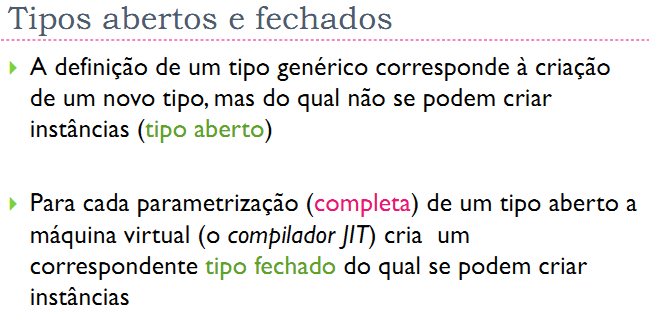 Tipos abertos e fechados
A definição de um tipo genérico corresponde à criação
de um novo tipo, mas do qual não se podem criar
instâncias (tipo aberto)
Para cada parametrização (completa) de um tipo aberto a
máquina virtual (o compilador JIT) cria um
correspondente tipo fechado do qual se podem criar
instâncias